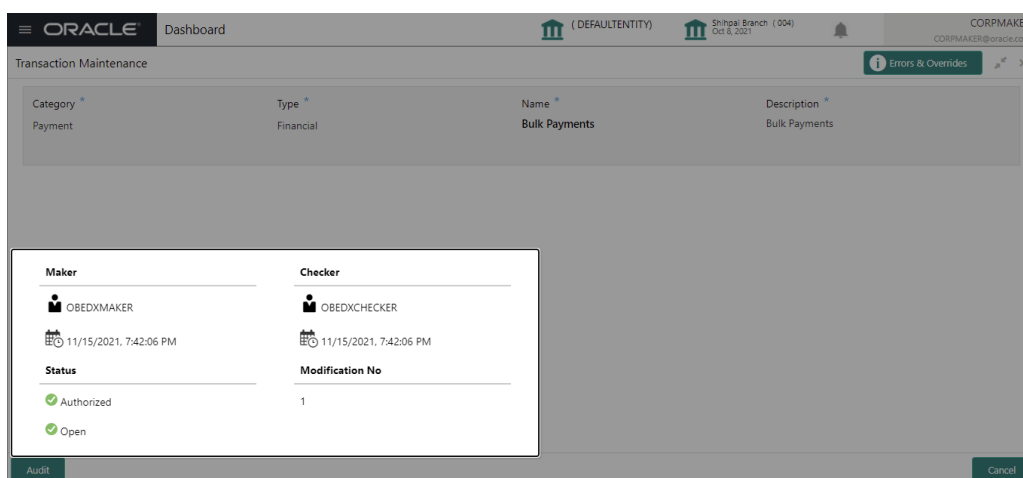 ORACLE Dashboard ( DEFAULTENTITY) Shihpai Branch ( 004) CORPMAKE
Oct 8, 2021 CORPMAKER@oracle.co
Transaction Maintenance Errors & Overrides
Category * Type * Name * Description *
Payment Financial Bulk Payments Bulk Payments
Maker Checker
OBEDXMAKER OBEDXCHECKER
11/15/2021, 7:42:06 PM 11/15/2021, 7:42:06 PM
Status Modification No
Authorized 1
Open
Audit Cancel